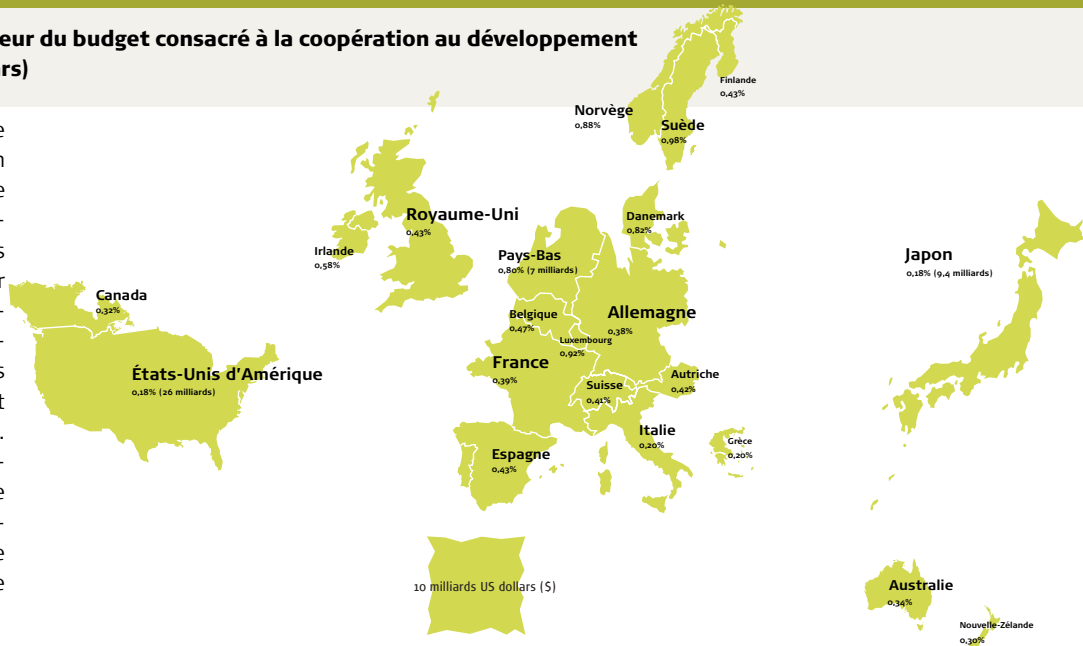 eur du budget consacré à la coopération au développement
rs)
e
n
e
-
s
r
-
-
s
t
.
-
e
-
e
e
Finlande
0,43%
Norvège
0,88%
Suède
0,98%
Royaume-Uni
0,43%
Irlande
0,58%
Danemark
0,82%
Pays-Bas
0,80% (7 milliards)
Japon
0,18% (9,4 milliards)
Canada
0,32%
Belgique
0,47%
Allemagne
0,38%
Luxembourg
0,92%
France
0,39%
États-Unis d’Amérique
0,18% (26 milliards)
Suisse
0,41%
Autriche
0,42%
Italie
0,20%
Grèce
0,20%
Espagne
0,43%
10 milliards US dollars ($)
Australie
0,34%
Nouvelle-Zélande
0,30%